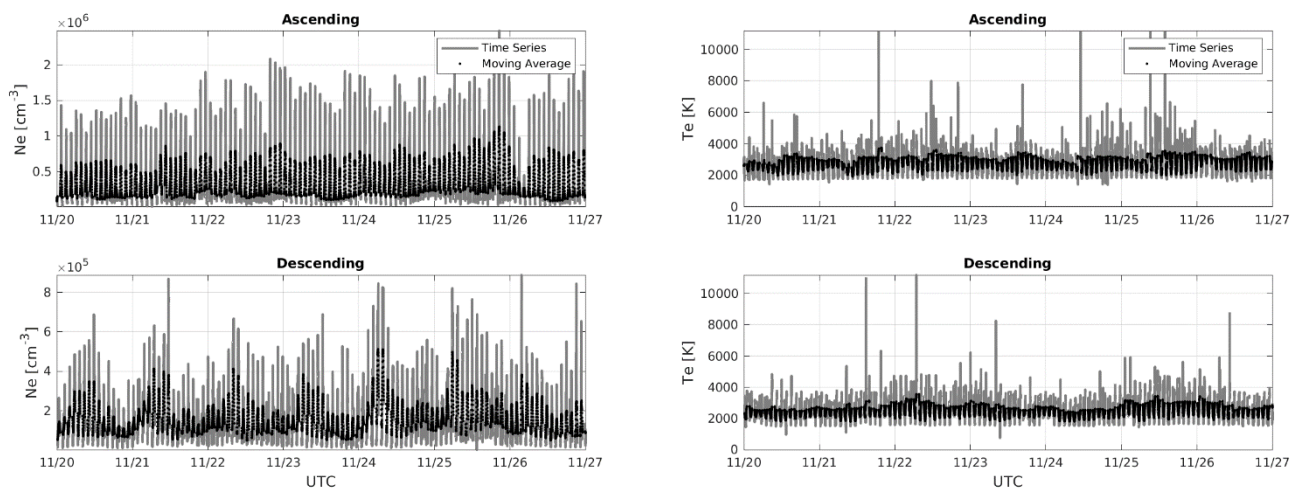 Ascending
×10⁶
Ne [cm⁻³]
2
1.5
1
0.5
Time Series
Moving Average
11/20 11/21 11/22 11/23 11/24 11/25 11/26 11/27
Ascending
Te [K]
10000
8000
6000
4000
2000
0
Time Series
Moving Average
11/20 11/21 11/22 11/23 11/24 11/25 11/26 11/27
Descending
×10⁵
Ne [cm⁻³]
8
6
4
2
11/20 11/21 11/22 11/23 11/24 11/25 11/26 11/27
UTC
Descending
Te [K]
10000
8000
6000
4000
2000
0
11/20 11/21 11/22 11/23 11/24 11/25 11/26 11/27
UTC